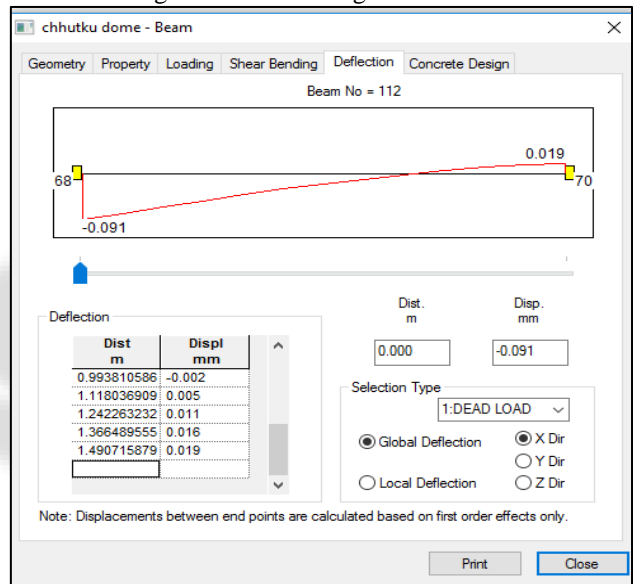 chhutku dome - Beam
Geometry Property Loading Shear Bending Deflection Concrete Design
Beam No = 112
0.019
68 70
-0.091
Dist. Disp.
m mm
Deflection
0.000 -0.091
Dist Displ
m mm
0.993810586 -0.002
1.118036909 0.005
1.242263232 0.011
1.366489555 0.016
1.490715879 0.019
Selection Type
1:DEAD LOAD
Global Deflection X Dir
Y Dir
Local Deflection Z Dir
Note: Displacements between end points are calculated based on first order effects only.
Print Close